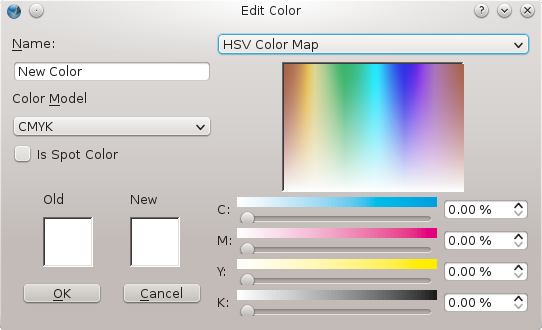 Edit Color
Name:
HSV Color Map
New Color
Color Model
CMYK
Is Spot Color
Old New
C: 0.00 %
M: 0.00 %
Y: 0.00 %
K: 0.00 %
OK Cancel